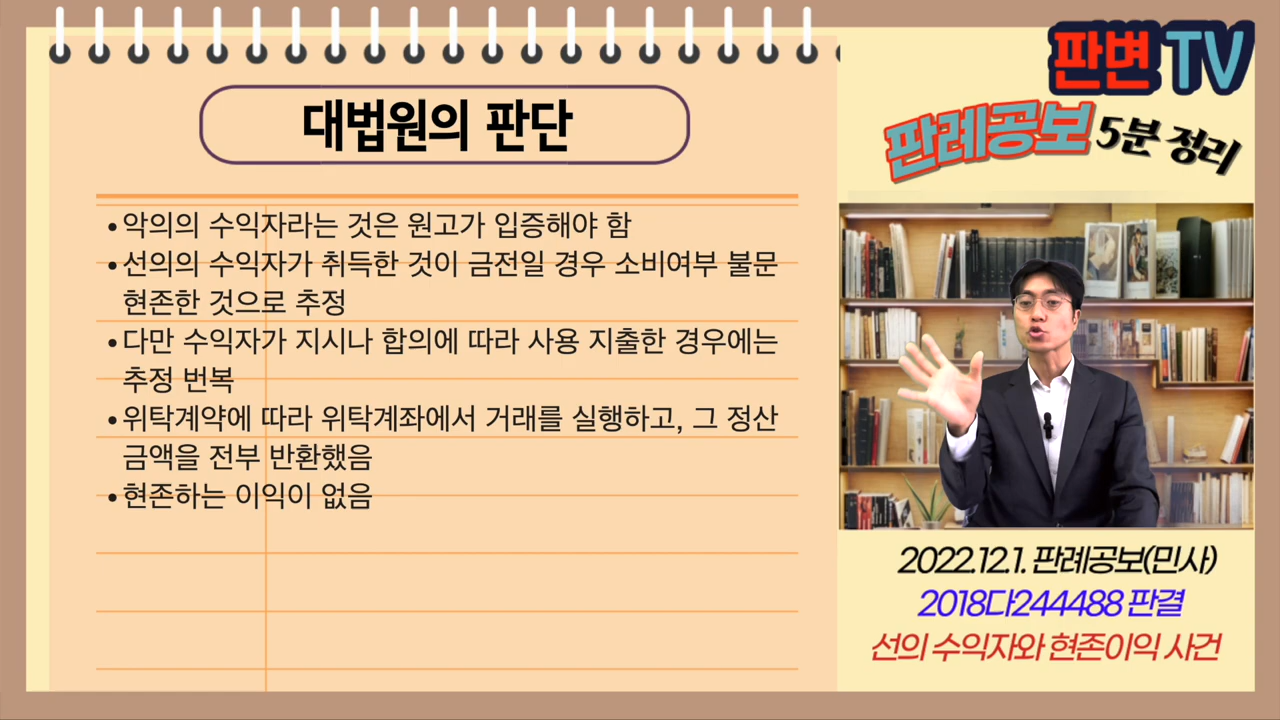 대법원의 판단
•악의의 수익자라는 것은 원고가 입증해야 함
•선의의 수익자가 취득한 것이 금전일 경우 소비여부 불문
현존한 것으로 추정
•다만 수익자가 지시나 합의에 따라 사용 지출한 경우에는
추정 번복
•위탁계약에 따라 위탁계좌에서 거래를 실행하고, 그 정산
금액을 전부 반환했음
•현존하는 이익이 없음
판변 TV
판례공보 5분 정리
2022.12.1. 판례공보(민사)
2018다244488 판결
선의 수익자와 현존이익 사건